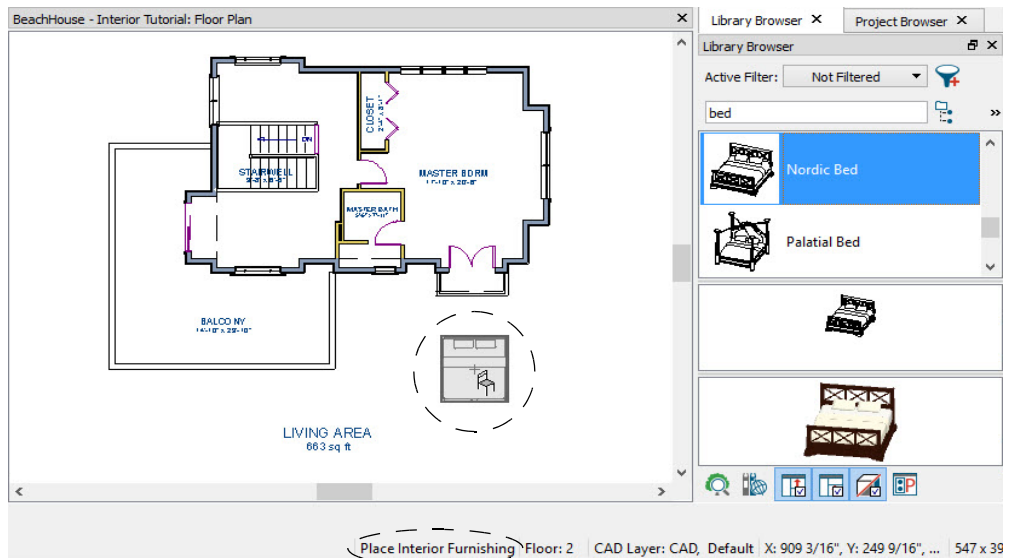 BeachHouse - Interior Tutorial: Floor Plan
Library Browser
Project Browser
Library Browser
Active Filter: Not Filtered
bed
Nordic Bed
Palatial Bed
CLOSET
DN
STAIRWELL
MASTER BDRM
MASTER BATH
BALCONY
LIVING AREA
663 sq ft
P
Place Interior Furnishing
Floor: 2
CAD Layer: CAD, Default
X: 909 3/16", Y: 249 9/16", ...
547 x 39